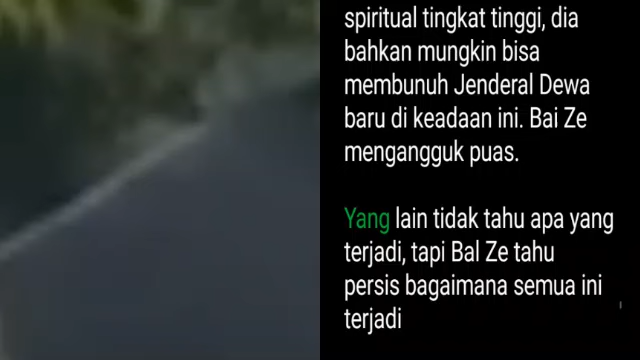 spiritual tingkat tinggi, dia
bahkan mungkin bisa
membunuh Jenderal Dewa
baru di keadaan ini. Bai Ze
mengangguk puas.
Yang lain tidak tahu apa yang
terjadi, tapi Bal Ze tahu
persis bagaimana semua ini
terjadi